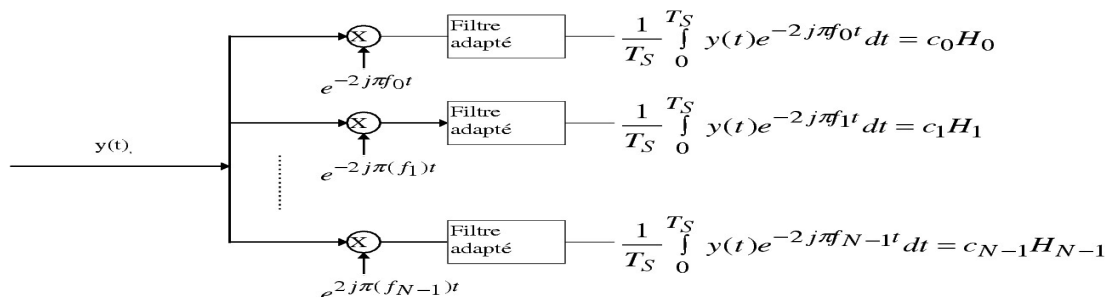 X
Filtre
adapté
1/T_S ∫_0^{T_S} y(t)e^{-2jπf_0t} dt = c_0H_0
e^{-2jπf_0t}
X
Filtre
adapté
1/T_S ∫_0^{T_S} y(t)e^{-2jπf_1t} dt = c_1H_1
y(t).
e^{-2jπ(f_1)t}
X
Filtre
adapté
1/T_S ∫_0^{T_S} y(t)e^{-2jπf_{N-1}t} dt = c_{N-1}H_{N-1}
e^{2jπ(f_{N-1})t}